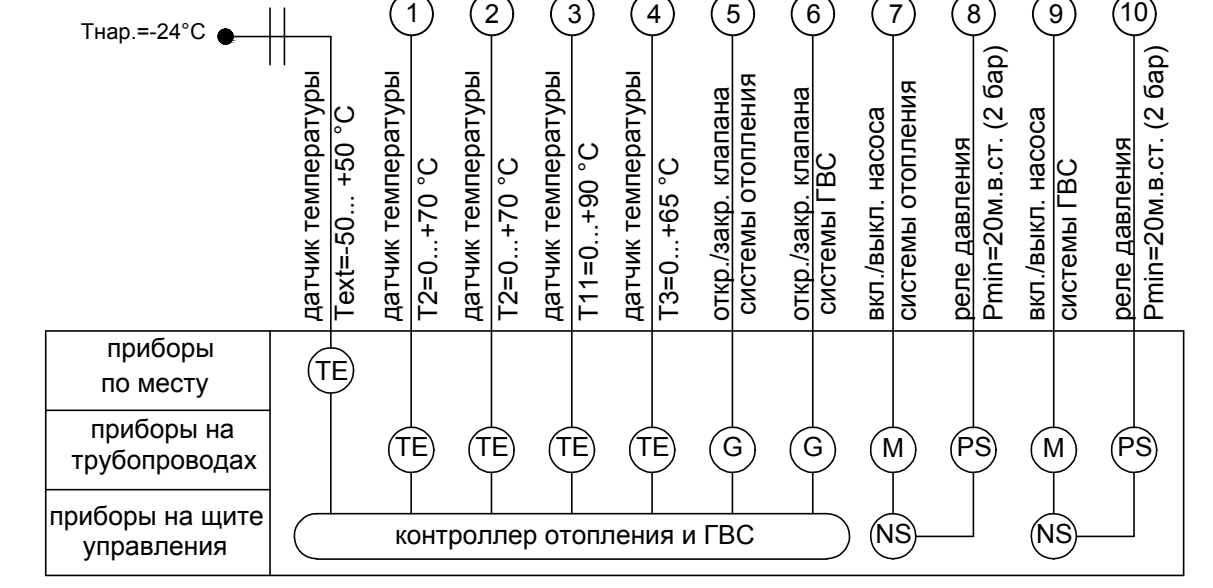 Тнар.=-24°C
1
2
3
4
5
6
7
8
9
10
датчик температуры
Text=-50... +50 °C
датчик температуры
T2=0...+70 °C
датчик температуры
T2=0...+70 °C
датчик температуры
T11=0...+90 °C
датчик температуры
T3=0...+65 °C
откр./закр. клапана
системы отопления
откр./закр. клапана
системы ГВС
вкл./выкл. насоса
системы отопления
реле давления
Pmin=20м.в.ст. (2 бар)
вкл./выкл. насоса
системы ГВС
реле давления
Pmin=20м.в.ст. (2 бар)
приборы
по месту
TE
приборы на
трубопроводах
TE
TE
TE
TE
G
G
M
PS
M
PS
приборы на щите
управления
контроллер отопления и ГВС
NS
NS